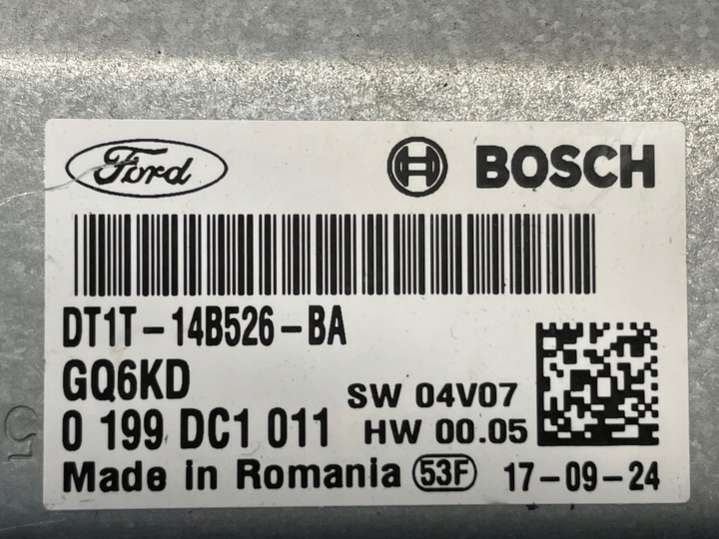 Ford BOSCH
DT1T-14B526-BA
GQ6KD
SW 04V07
0 199 DC1 011
HW 00.05
Made in Romania 53F 17-09-24
5